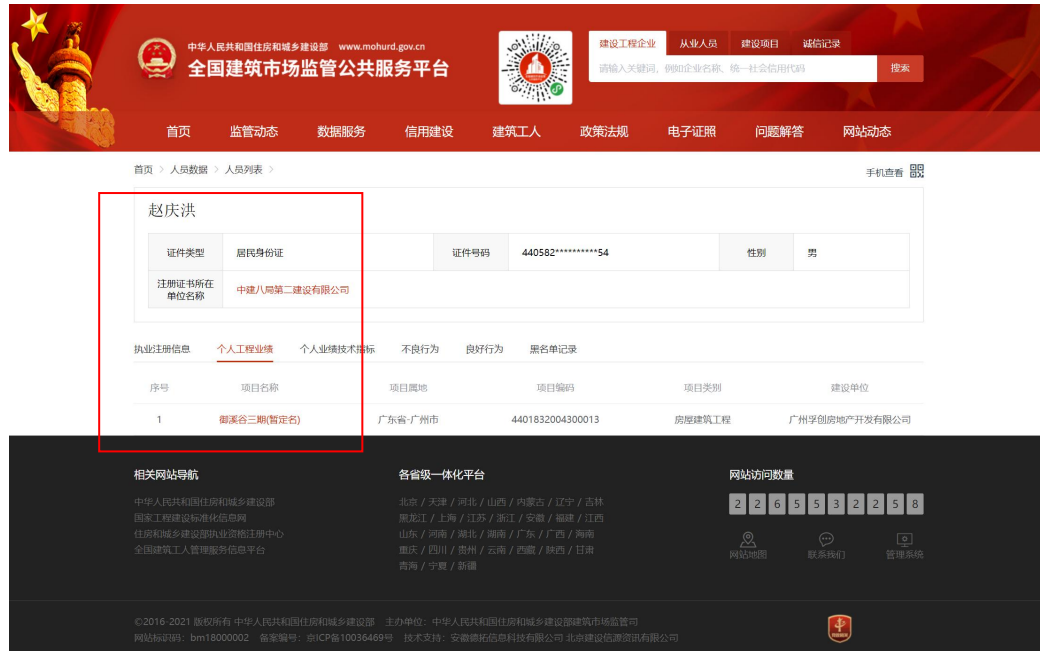 中华人民共和国住房和城乡建设部 www.mohurd.gov.cn
全国建筑市场监管公共服务平台
建设工程企业 从业人员 建设项目 诚信记录
请输入关键词，例如企业名称、统一社会信用代码 搜索
首页 监管动态 数据服务 信用建设 建筑工人 政策法规 电子证照 问题解答 网站动态
首页 > 人员数据 > 人员列表 >
手机查看
赵庆洪
证件类型 居民身份证 证件号码 440582**********54 性别 男
注册证书所在
单位名称 中建八局第二建设有限公司
执业注册信息 个人工程业绩 个人业绩技术指标 不良行为 良好行为 黑名单记录
序号 项目名称 项目属地 项目编码 项目类别 建设单位
1 御溪谷三期(暂定名) 广东省-广州市 4401832004300013 房屋建筑工程 广州孚创房地产开发有限公司
相关网站导航 各省级一体化平台 网站访问数量
中华人民共和国住房和城乡建设部
国家工程建设标准化信息网
住房和城乡建设部执业资格注册中心
全国建筑工人管理服务信息平台
北京 / 天津 / 河北 / 山西 / 内蒙古 / 辽宁 / 吉林
黑龙江 / 上海 / 江苏 / 浙江 / 安徽 / 福建 / 江西
山东 / 河南 / 湖北 / 湖南 / 广东 / 广西 / 海南
重庆 / 四川 / 贵州 / 云南 / 西藏 / 陕西 / 甘肃
青海 / 宁夏 / 新疆
2 2 6 5 5 3 2 2 5 8
网站地图 联系我们 管理系统
©2016-2021 版权所有 中华人民共和国住房和城乡建设部 主办单位：中华人民共和国住房和城乡建设部建筑市场监管司
网站标识码：bm18000002 备案编号：京ICP备10036469号 技术支持：安徽德拓信息科技有限公司 北京建设信源资讯有限公司